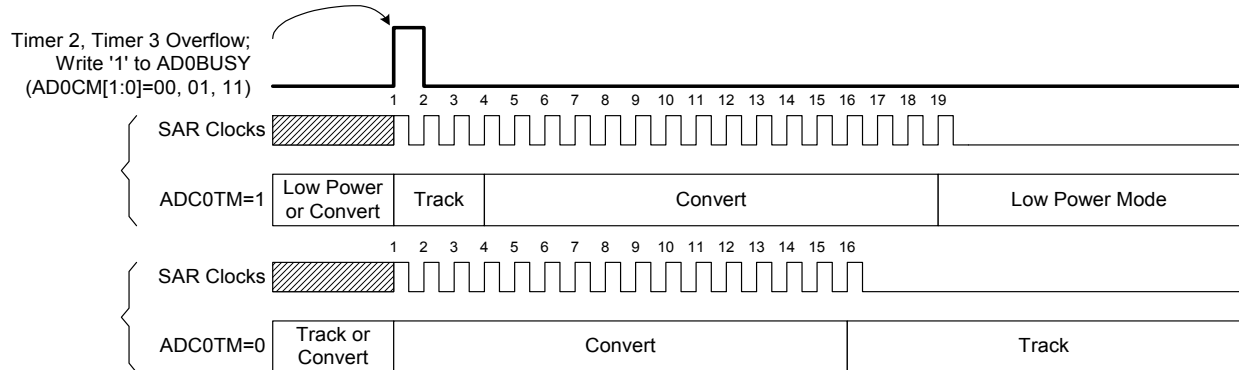 Timer 2, Timer 3 Overflow;
Write '1' to AD0BUSY
(AD0CM[1:0]=00, 01, 11)
1 2 3 4 5 6 7 8 9 10 11 12 13 14 15 16 17 18 19
SAR Clocks
ADC0TM=1
Low Power
or Convert
Track
Convert
Low Power Mode
1 2 3 4 5 6 7 8 9 10 11 12 13 14 15 16
SAR Clocks
ADC0TM=0
Track or
Convert
Convert
Track